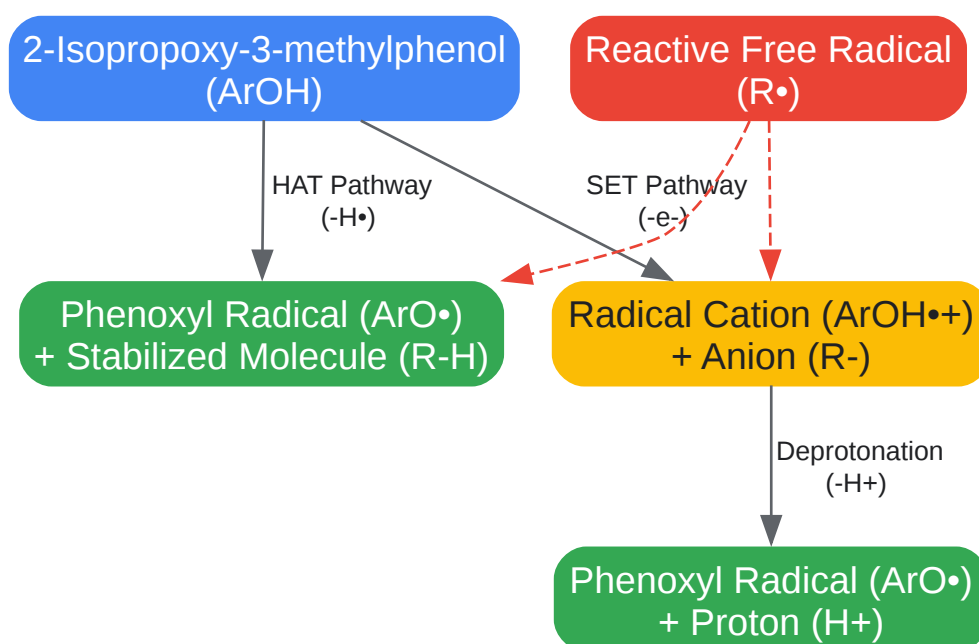 2-Isopropoxy-3-methylphenol
(ArOH)
Reactive Free Radical
(R•)
HAT Pathway
(-H•)
SET Pathway
(-e-)
Phenoxyl Radical (ArO•)
+ Stabilized Molecule (R-H)
Radical Cation (ArOH•+)
+ Anion (R-)
Deprotonation
(-H+)
Phenoxyl Radical (ArO•)
+ Proton (H+)